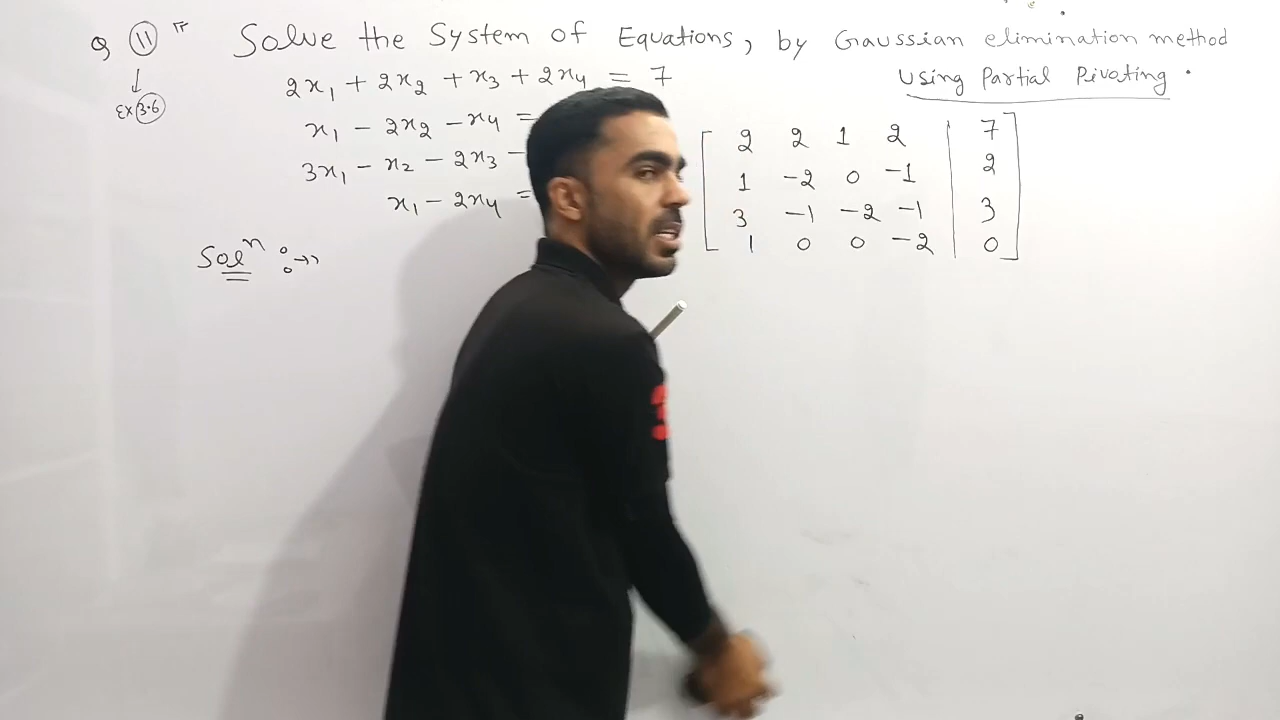 Q 11 Solve the System of Equations, by Gaussian elimination method
Using Partial Pivoting .
Ex 3.6
2x₁ + 2x₂ + x₃ + 2x₄ = 7
x₁ - 2x₂ - x₄ =
3x₁ - x₂ - 2x₃ -
x₁ - 2x₄ =
2 2 1 2 | 7
1 -2 0 -1 | 2
3 -1 -2 -1 | 3
1 0 0 -2 | 0
Solⁿ :→
3